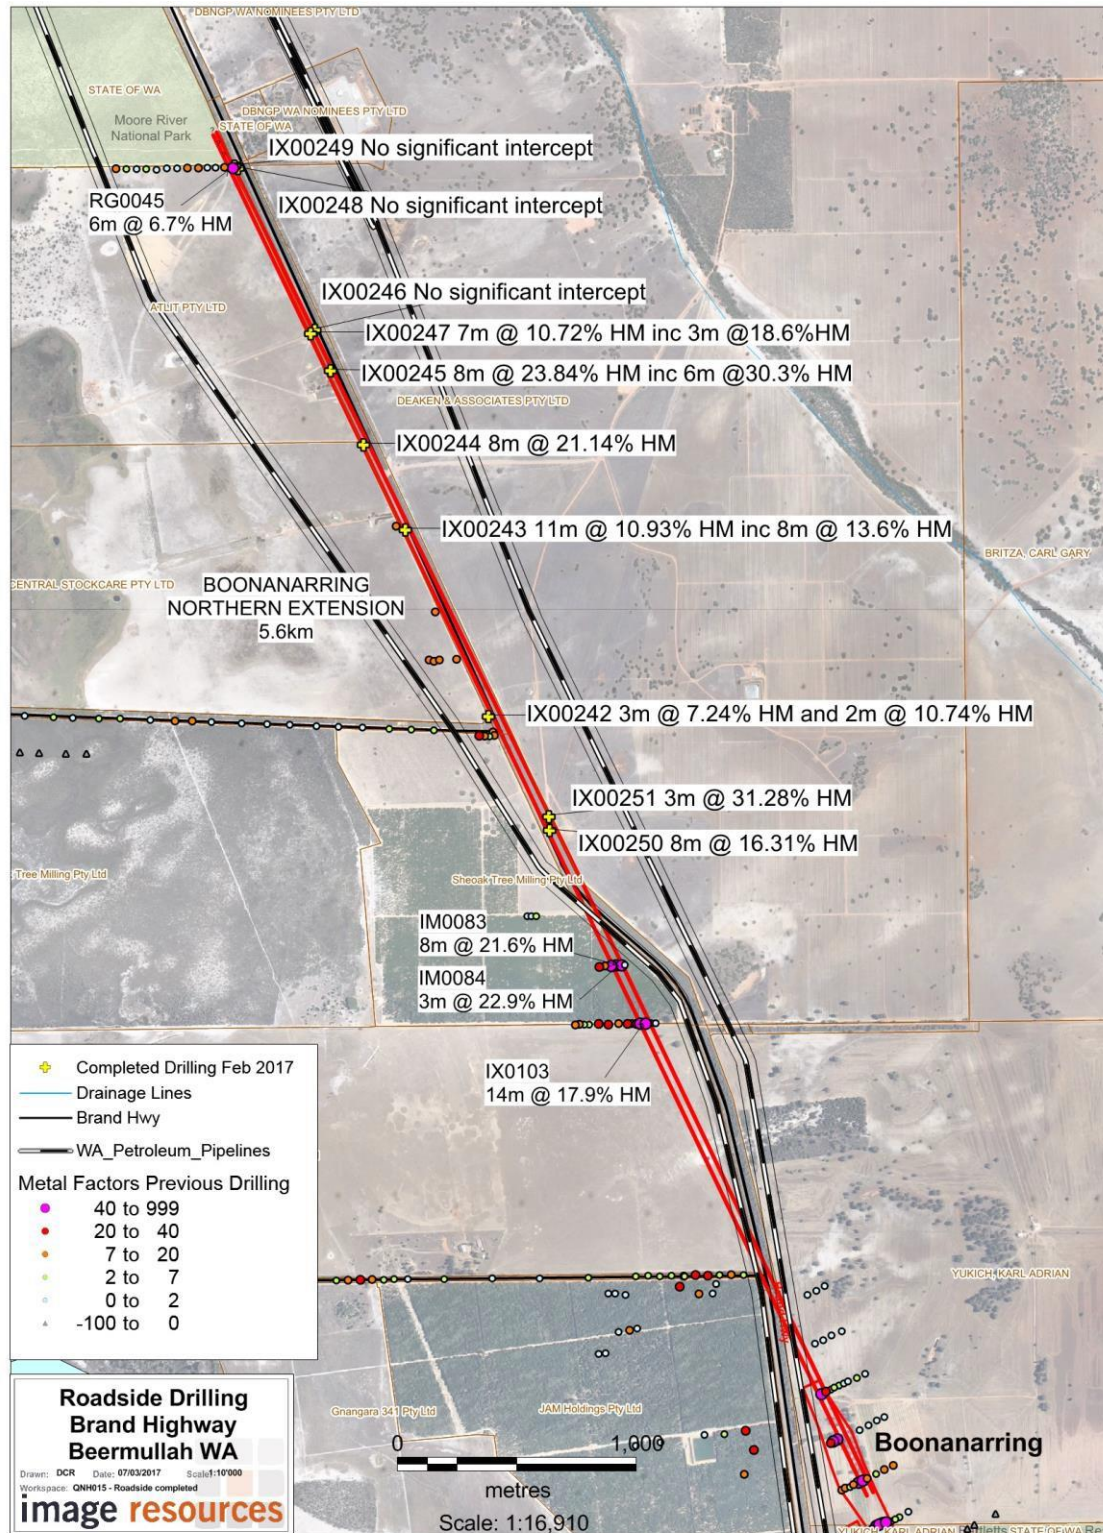 DBNGP WA NOMINEES PTY LTD
STATE OF WA
DBNGP WA NOMINEES PTY LTD
Moore River
National Park
STATE OF WA
IX00249 No significant intercept
RG0045
6m @ 6.7% HM
IX00248 No significant intercept
IX00246 No significant intercept
ATLIT PTY LTD
IX00247 7m @ 10.72% HM inc 3m @18.6%HM
IX00245 8m @ 23.84% HM inc 6m @30.3% HM
DEAKEN & ASSOCIATES PTY LTD
IX00244 8m @ 21.14% HM
IX00243 11m @ 10.93% HM inc 8m @ 13.6% HM
BRITZA, CARL GARY
CENTRAL STOCKCARE PTY LTD
BOONANARRING
NORTHERN EXTENSION
5.6km
IX00242 3m @ 7.24% HM and 2m @ 10.74% HM
IX00251 3m @ 31.28% HM
IX00250 8m @ 16.31% HM
Tree Milling Pty Ltd
Sheoak Tree Milling Pty Ltd
IM0083
8m @ 21.6% HM
IM0084
3m @ 22.9% HM
IX0103
14m @ 17.9% HM
Completed Drilling Feb 2017
Drainage Lines
Brand Hwy
WA_Petroleum_Pipelines
Metal Factors Previous Drilling
40 to 999
20 to 40
7 to 20
2 to 7
0 to 2
-100 to 0
YUKICH, KARL ADRIAN
Roadside Drilling
Brand Highway
Beermullah WA
Drawn: DCR Date: 07/03/2017 Scale1:10'000
Workspace: QNH015 - Roadside completed
image resources
Gnangara 341 Pty Ltd
JAM Holdings Pty Ltd
0 1,000
metres
Scale: 1:16,910
Boonanarring
YUKICH, KARL ADRIAN
STATE OF WA